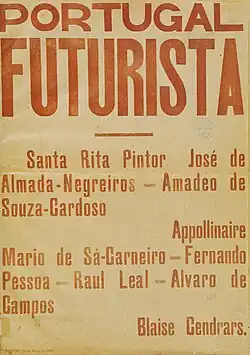 PORTUGAL
FUTURISTA
Santa Rita Pintor José de
Almada-Negreiros — Amadeo de
Souza-Cardoso
Appollinaire
Mario de Sá-Carneiro — Fernando
Pessoa — Raul Leal — Alvaro de
Campos
Blaise Cendrars.